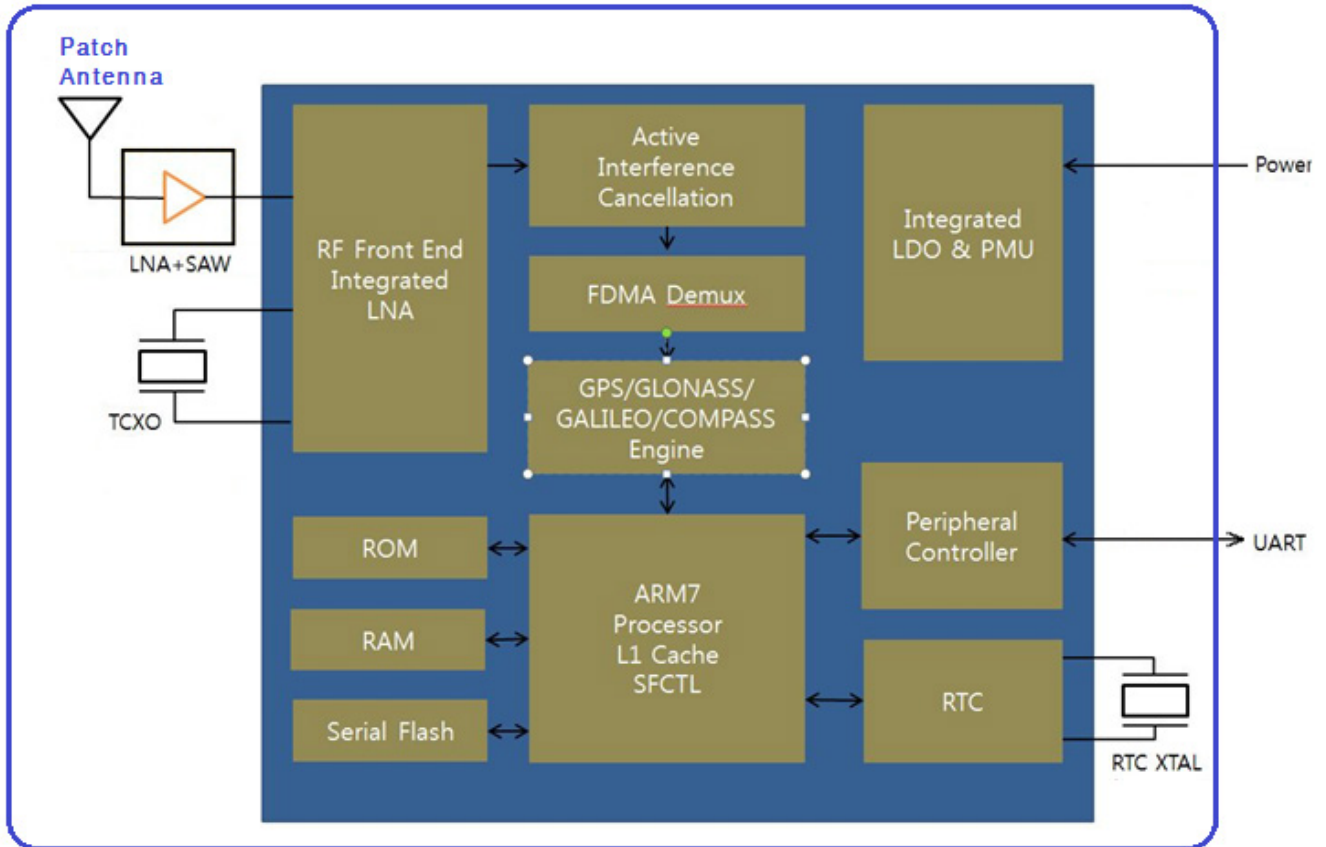 Patch
Antenna
LNA+SAW
TCXO
RF Front End
Integrated
LNA
Active
Interference
Cancellation
FDMA Demux
GPS/GLONASS/
GALILEO/COMPASS
Engine
Integrated
LDO & PMU
Power
ROM
RAM
Serial Flash
ARM7
Processor
L1 Cache
SFCTL
Peripheral
Controller
UART
RTC
RTC XTAL